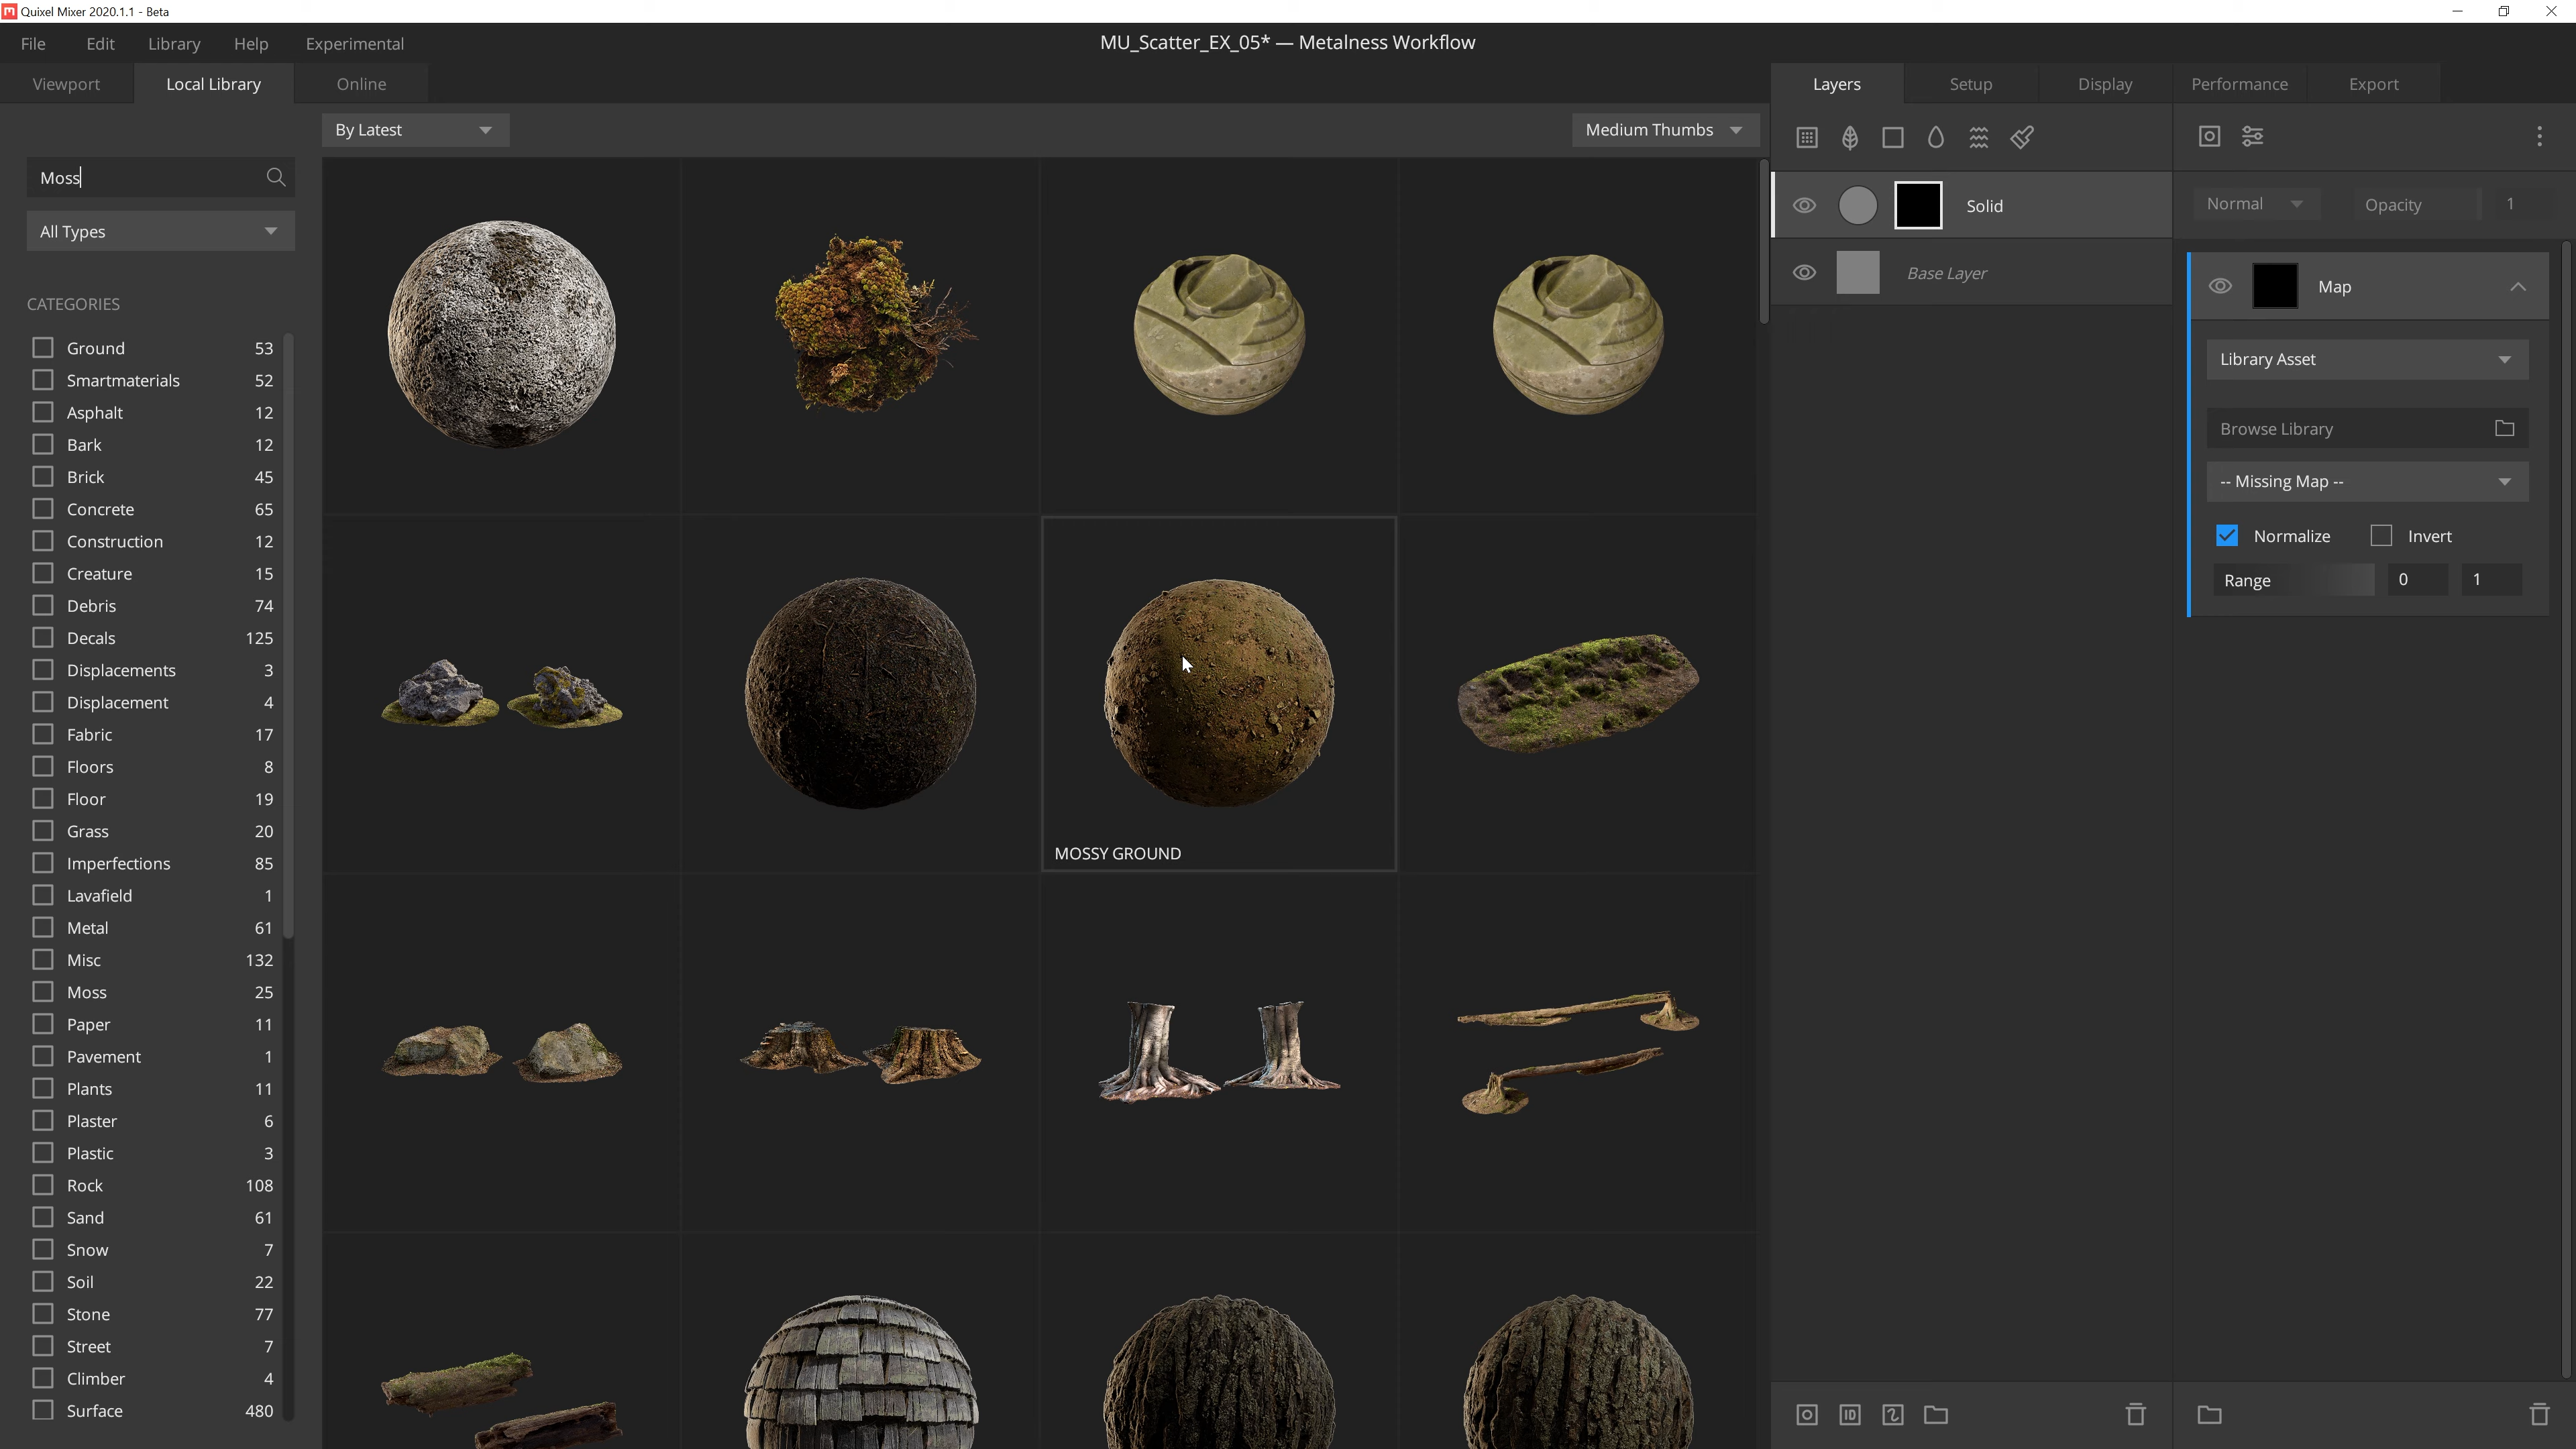 Quixel Mixer 2020.1.1 - Beta
File Edit Library Help Experimental
MU_Scatter_EX_05* — Metalness Workflow
Viewport Local Library Online
Layers Setup Display Performance Export
By Latest
Medium Thumbs
Moss
All Types
CATEGORIES
Ground 53
Smartmaterials 52
Asphalt 12
Bark 12
Brick 45
Concrete 65
Construction 12
Creature 15
Debris 74
Decals 125
Displacements 3
Displacement 4
Fabric 17
Floors 8
Floor 19
Grass 20
Imperfections 85
Lavafield 1
Metal 61
Misc 132
Moss 25
Paper 11
Pavement 1
Plants 11
Plaster 6
Plastic 3
Rock 108
Sand 61
Snow 7
Soil 22
Stone 77
Street 7
Climber 4
Surface 480
MOSSY GROUND
Solid
Base Layer
Normal Opacity 1
Map
Library Asset
Browse Library
-- Missing Map --
Normalize Invert
Range 0 1
ID